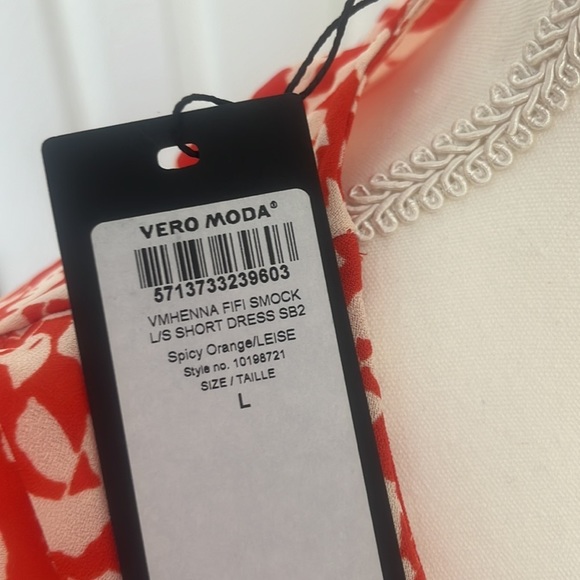 VERO MODA®
5713733239603
VMHENNA FIFI SMOCK
L/S SHORT DRESS SB2
Spicy Orange/LEISE
Style no. 10198721
SIZE / TAILLE
L